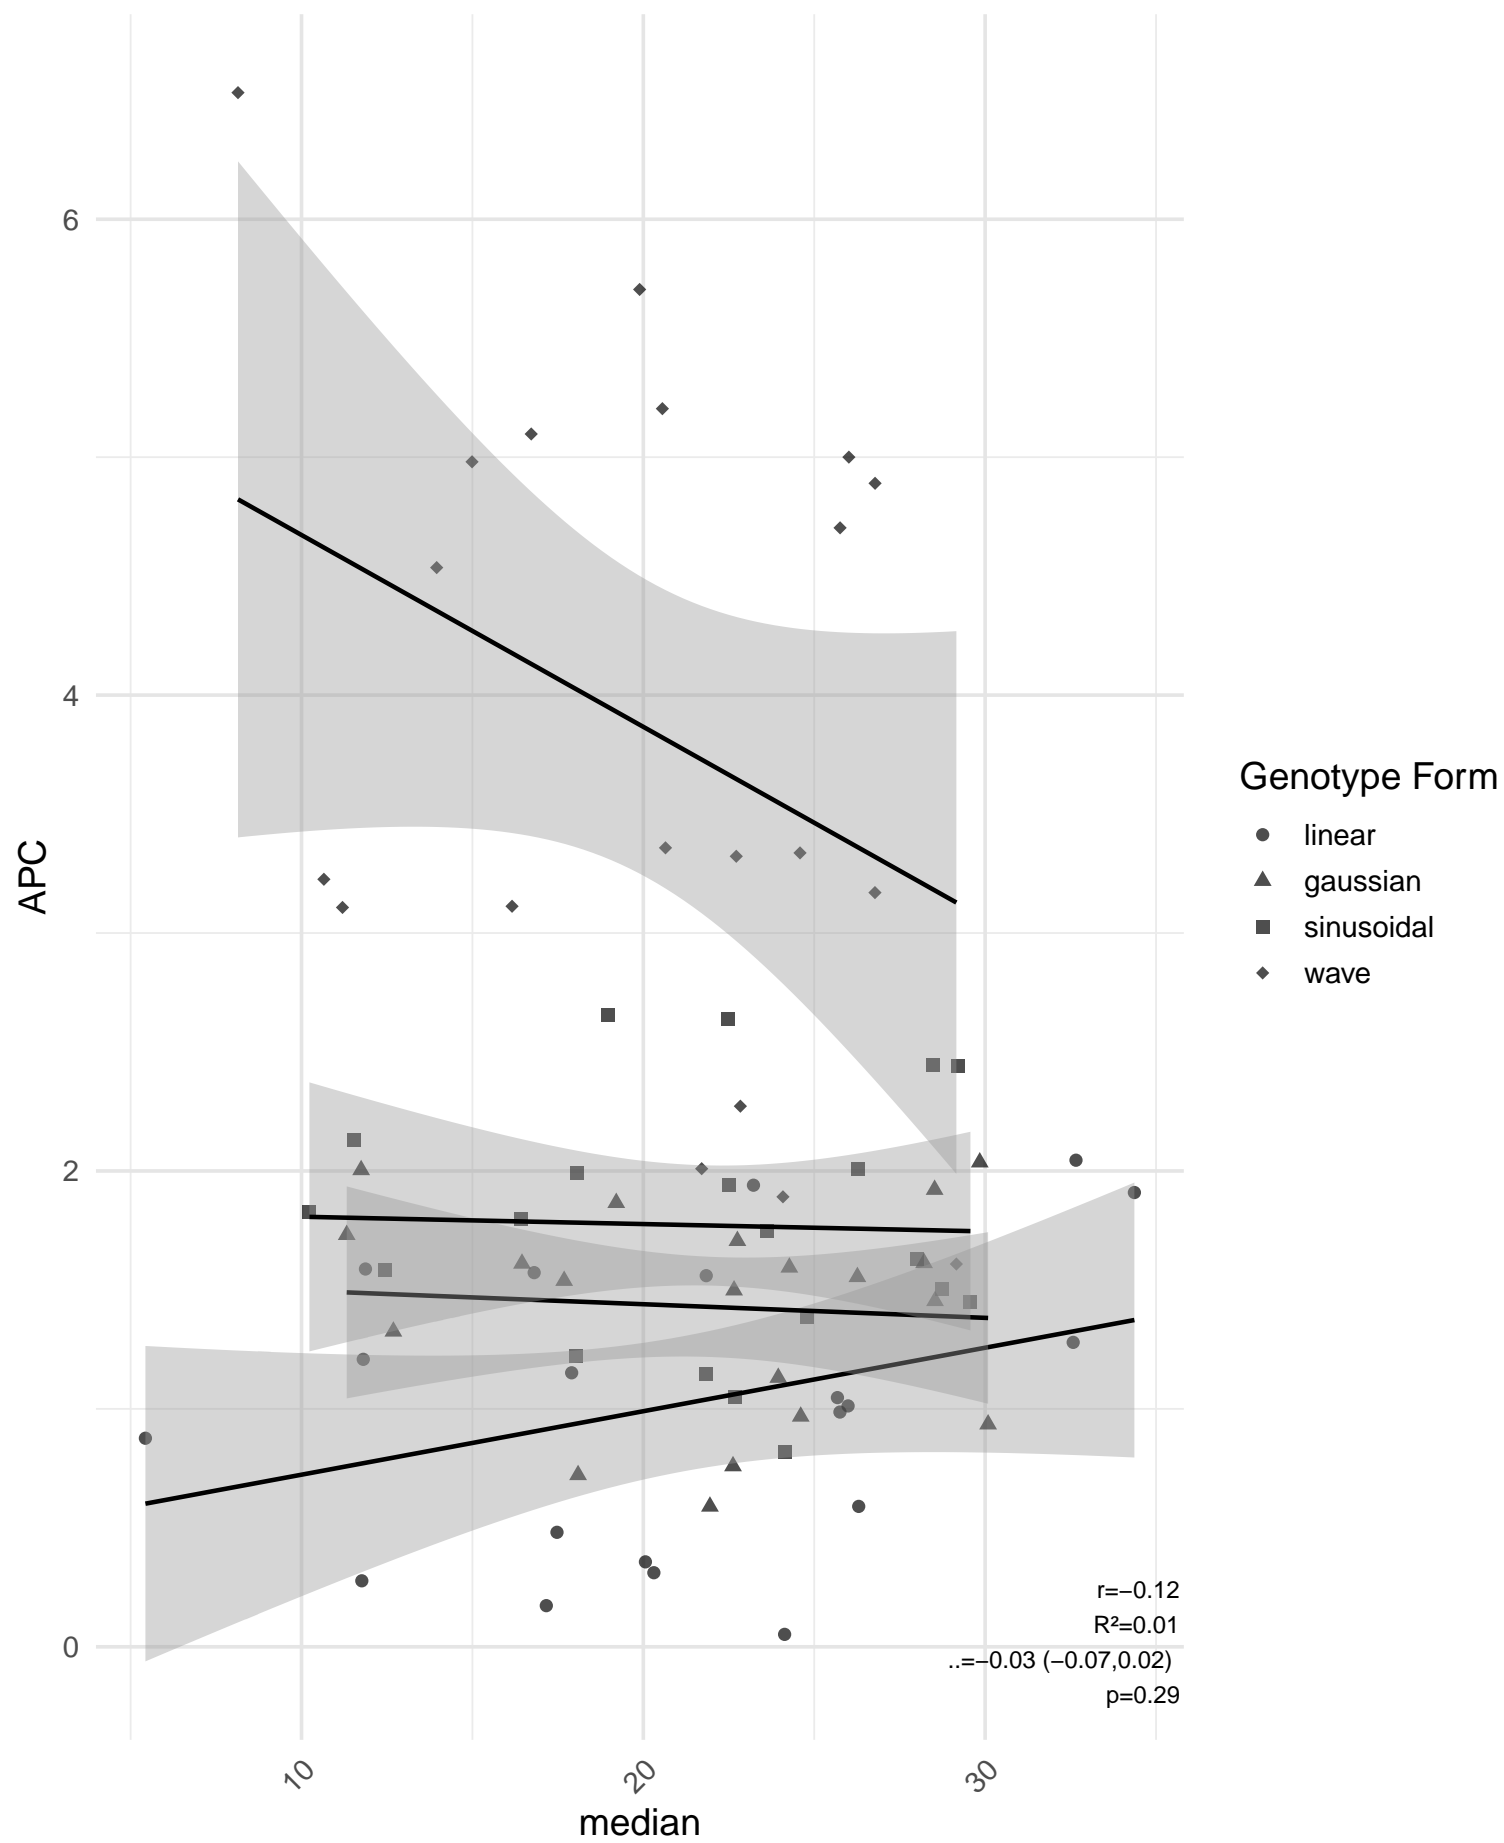 6
4
2
0
APC
10
20
30
median
Genotype Form
linear
gaussian
sinusoidal
wave
r=−0.12
R²=0.01
..=−0.03 (−0.07,0.02)
p=0.29